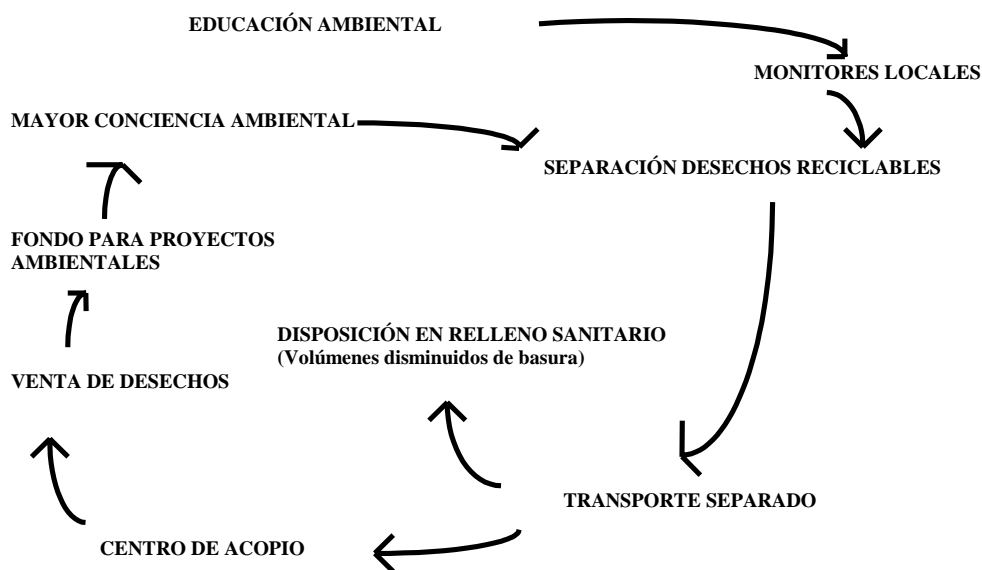 EDUCACIÓN AMBIENTAL
MONITORES LOCALES
MAYOR CONCIENCIA AMBIENTAL
SEPARACIÓN DESECHOS RECICLABLES
FONDO PARA PROYECTOS
AMBIENTALES
DISPOSICIÓN EN RELLENO SANITARIO
(Volúmenes disminuidos de basura)
VENTA DE DESECHOS
TRANSPORTE SEPARADO
CENTRO DE ACOPIO